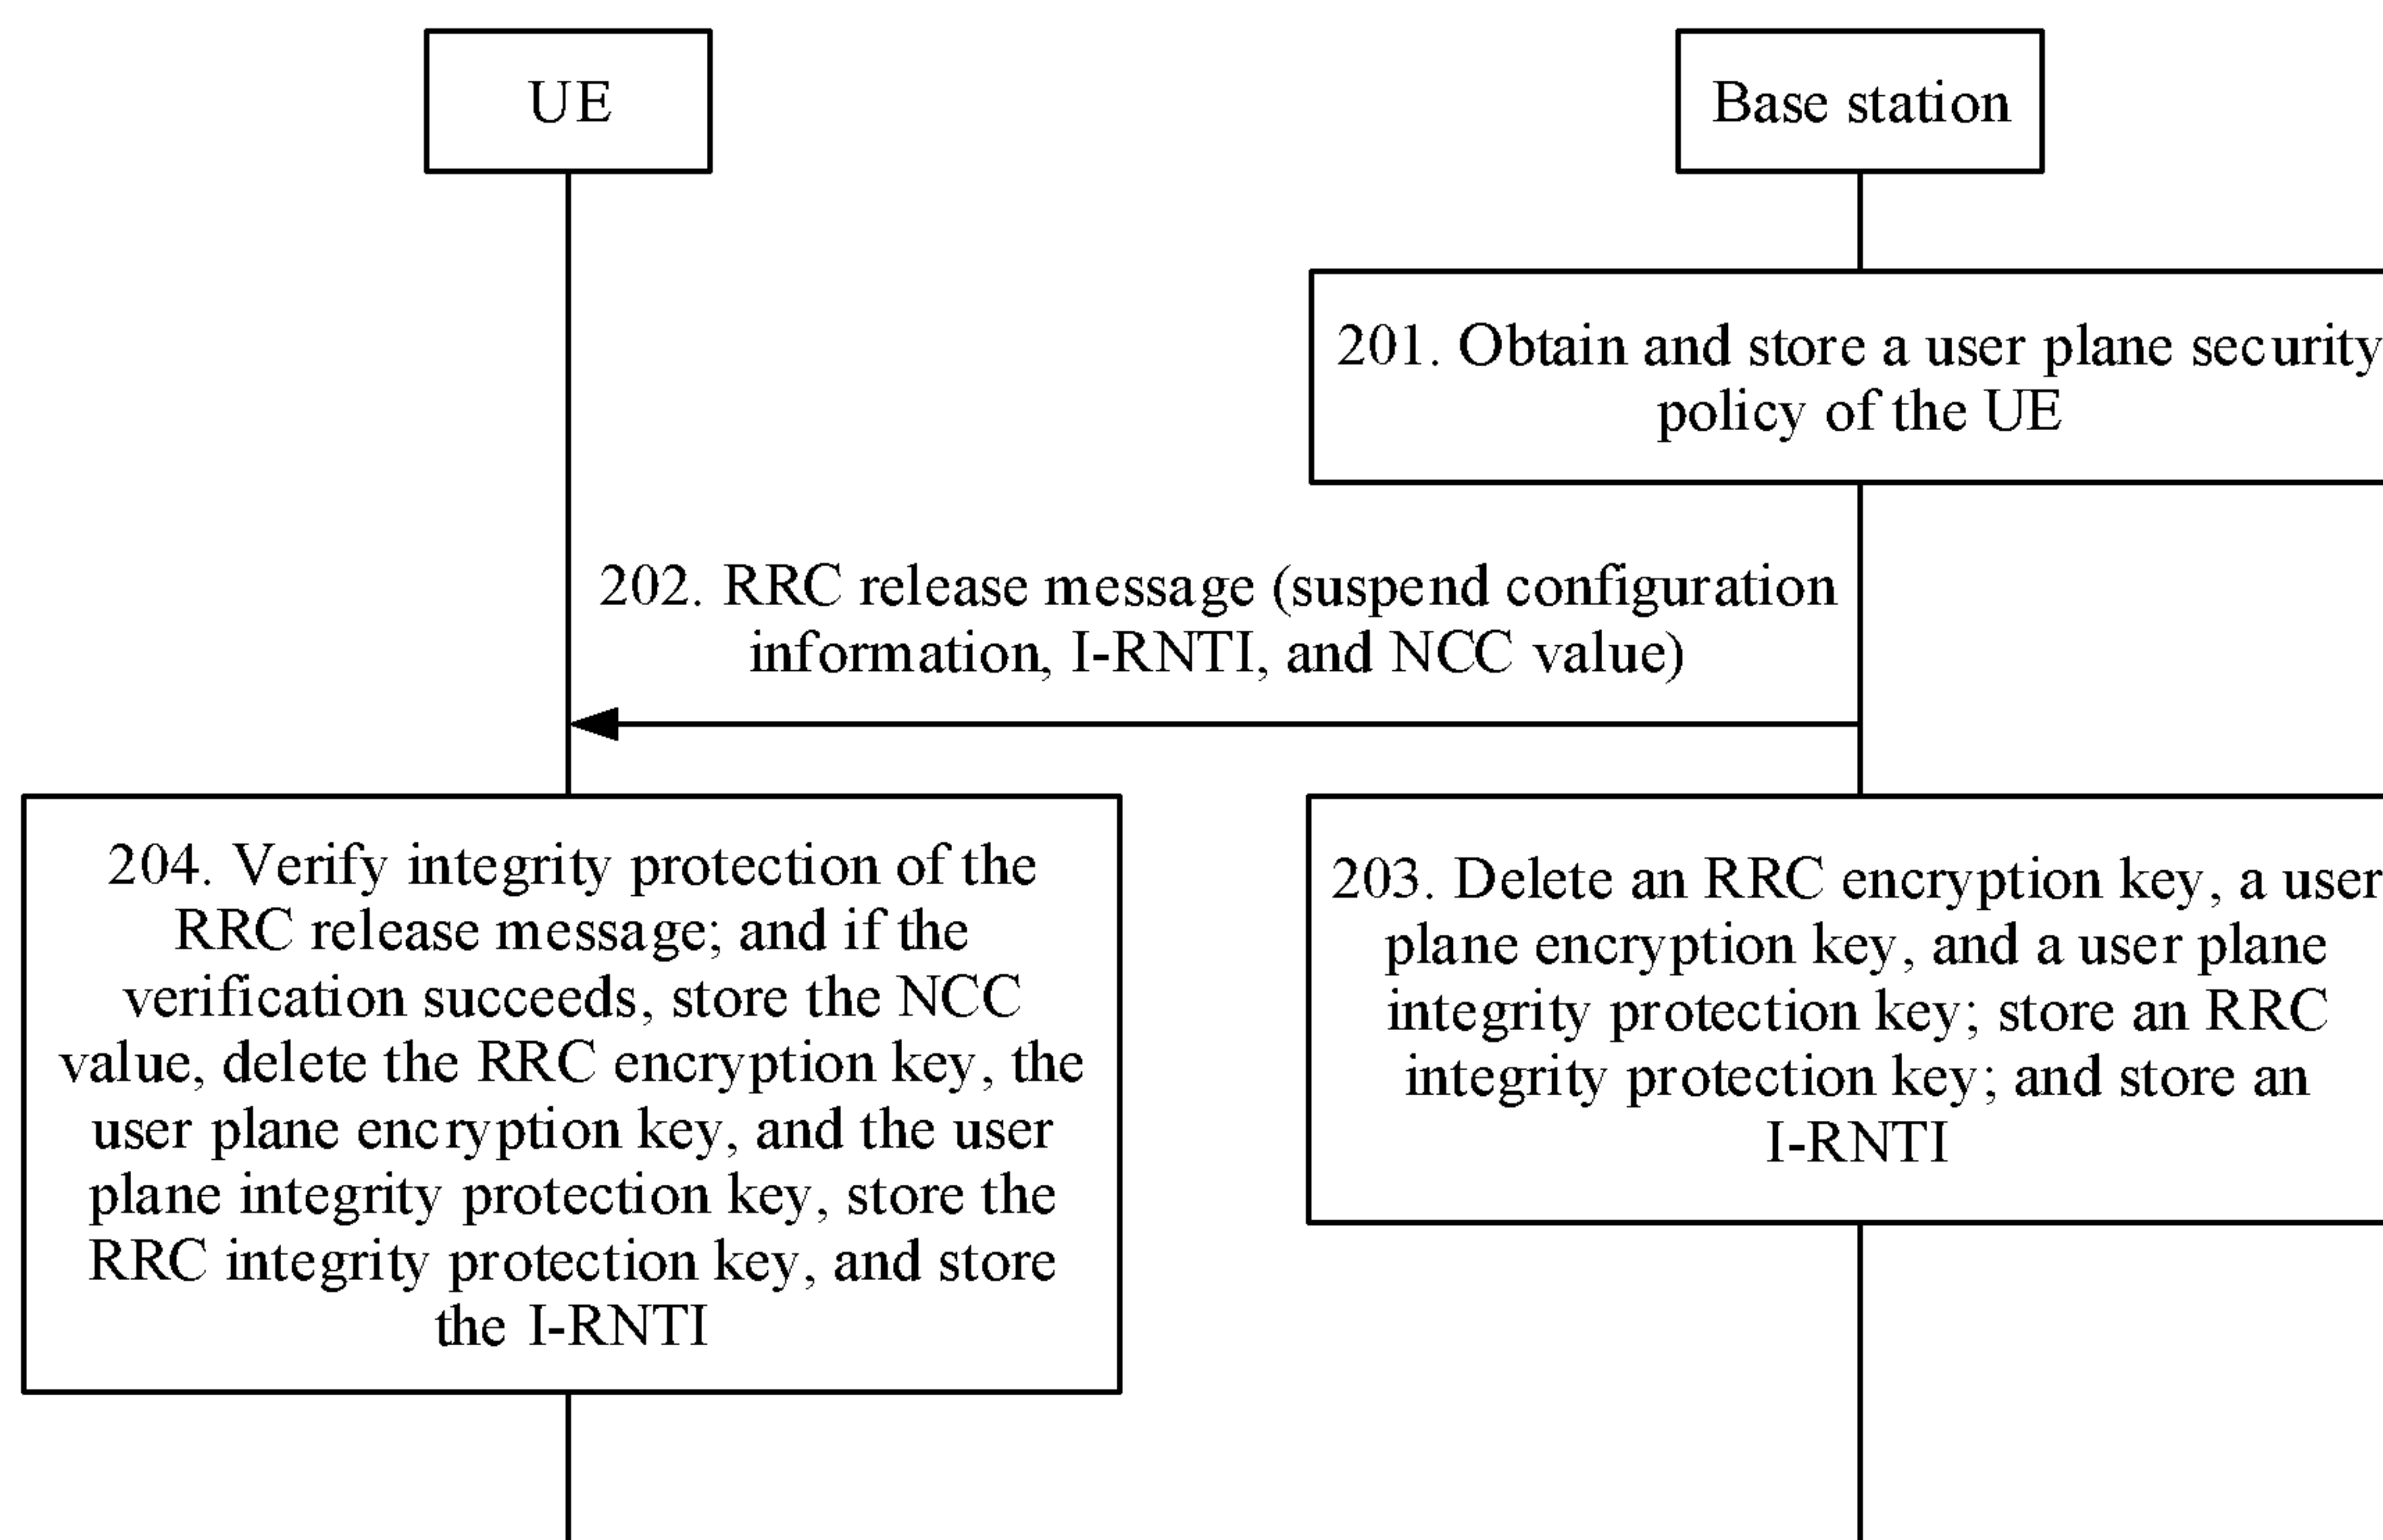 UE
Base station
201. Obtain and store a user plane security
policy of the UE
202. RRC release message (suspend configuration
information, I-RNTI, and NCC value)
204. Verify integrity protection of the
RRC release message; and if the
verification succeeds, store the NCC
value, delete the RRC encryption key, the
user plane encryption key, and the user
plane integrity protection key, store the
RRC integrity protection key, and store
the I-RNTI
203. Delete an RRC encryption key, a user
plane encryption key, and a user plane
integrity protection key; store an RRC
integrity protection key; and store an
I-RNTI